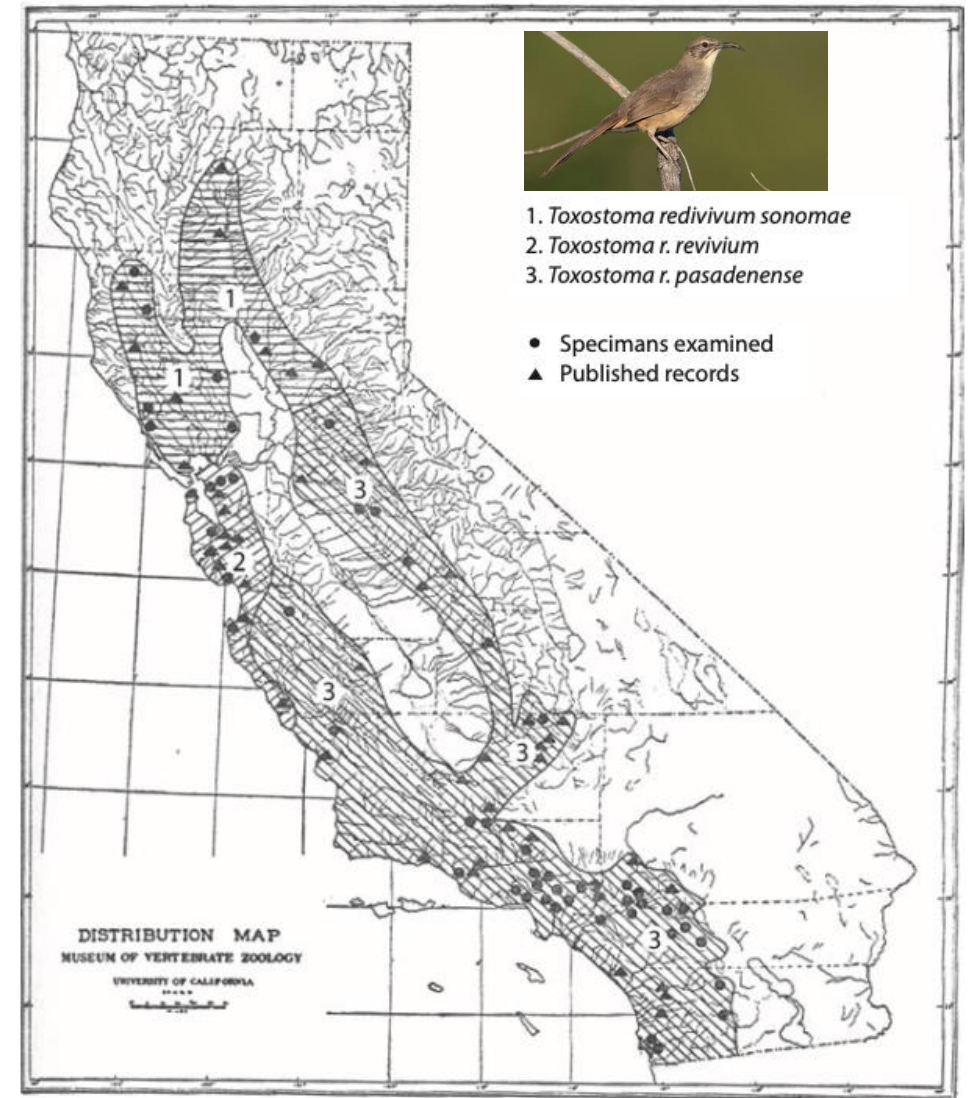 1. Toxostoma redivivum sonomae
2. Toxostoma r. revivium
3. Toxostoma r. pasadenense
Specimans examined
Published records
1
1
3
2
3
3
3
DISTRIBUTION MAP
MUSEUM OF VERTEBRATE ZOOLOGY
UNIVERSITY OF CALIFORNIA